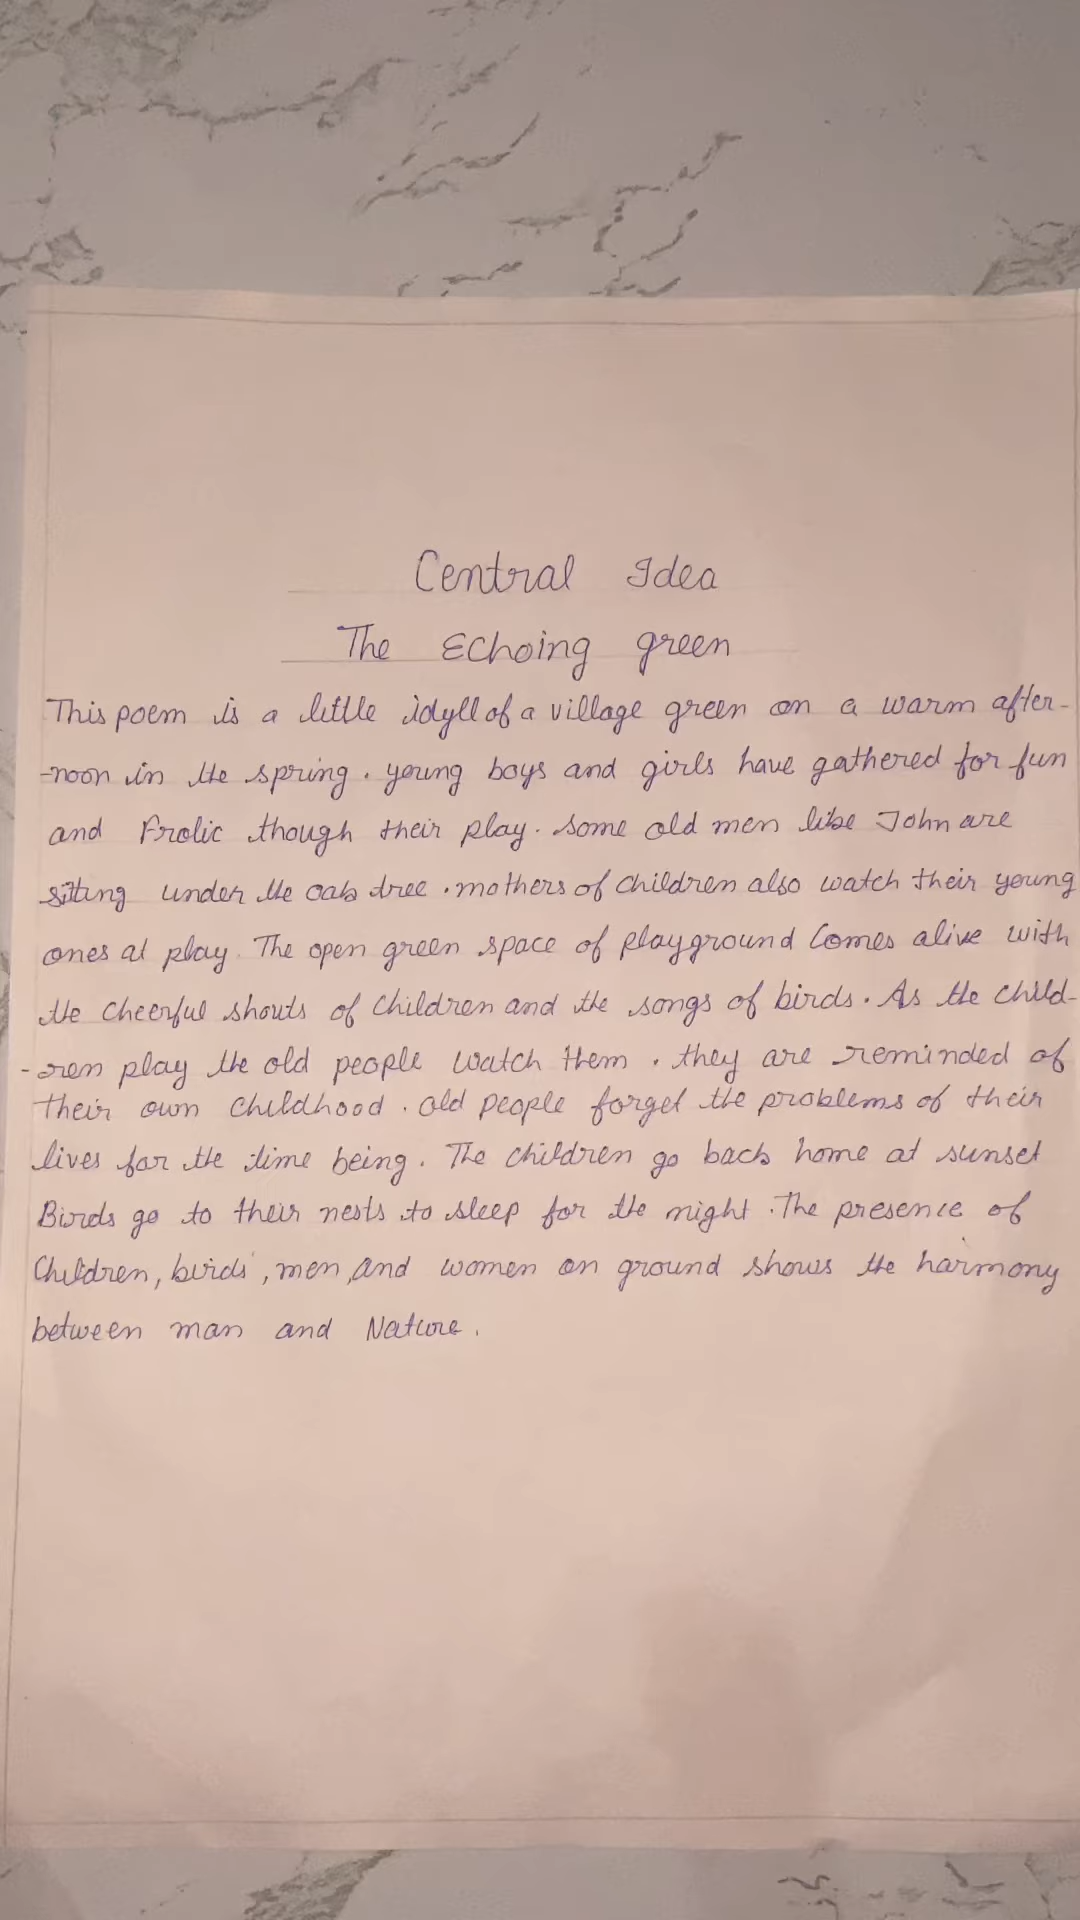 Central Idea
The Echoing green
This poem is a little idyll of a village green on a warm after-
-noon in the spring. young boys and girls have gathered for fun
and Frolic though their play. Some old men like John are
sitting under the oak tree. mothers of children also watch their young
ones at play. The open green space of playground Comes alive with
the cheerful shouts of children and the songs of birds. As the child-
-ren play the old people watch them. they are reminded of
their own childhood. old people forget the problems of their
lives for the time being. The children go back home at sunset
Birds go to their nests to sleep for the night. The presence of
Children, birds, men, and women on ground shows the harmony
between man and Nature.